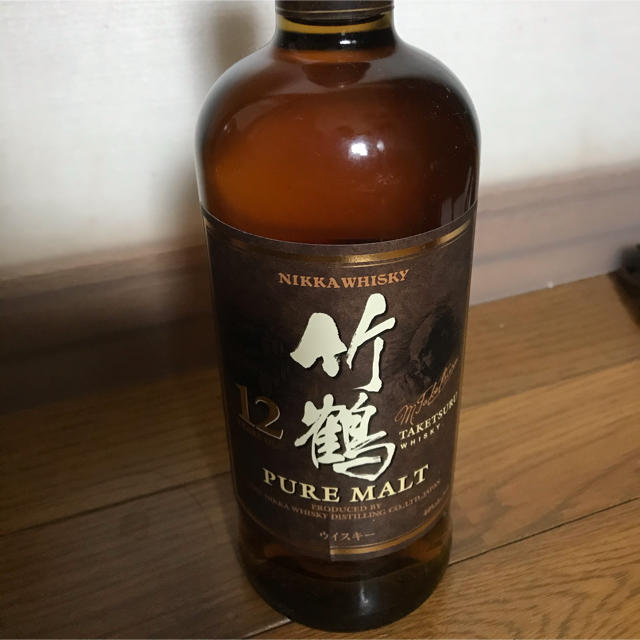 NIKKA WHISKY
竹鶴
12
TAKETSURU
WHISKY
PURE MALT
PRODUCED BY
NIKKA WHISKY DISTILLING CO., LTD. JAPAN
ウイスキー